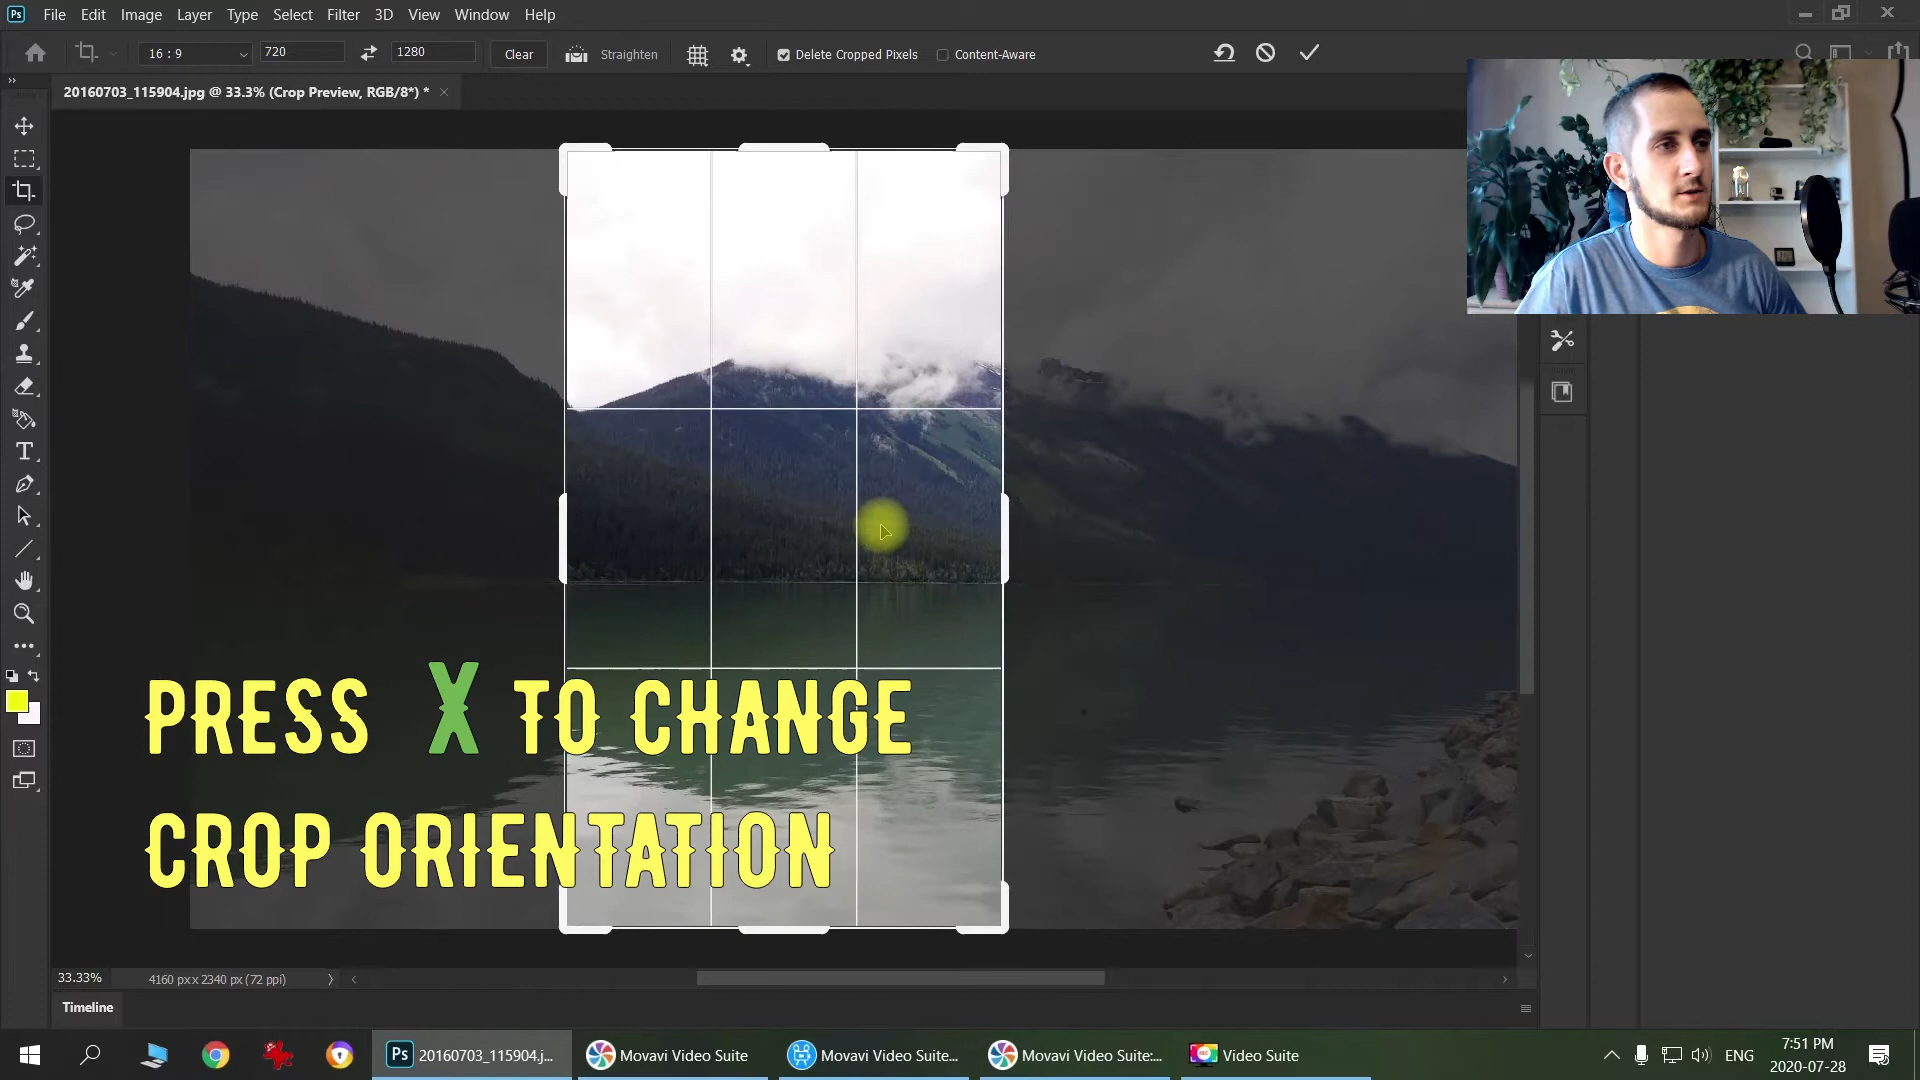 Ps File Edit Image Layer Type Select Filter 3D View Window Help
16 : 9 720 1280 Clear Straighten Delete Cropped Pixels Content-Aware
20160703_115904.jpg @ 33.3% (Crop Preview, RGB/8*) *
PRESS X TO CHANGE
CROP ORIENTATION
33.33% 4160 px x 2340 px (72 ppi)
Timeline
Ps 20160703_115904.j... Movavi Video Suite Movavi Video Suite... Movavi Video Suite:... Video Suite ENG 7:51 PM
2020-07-28